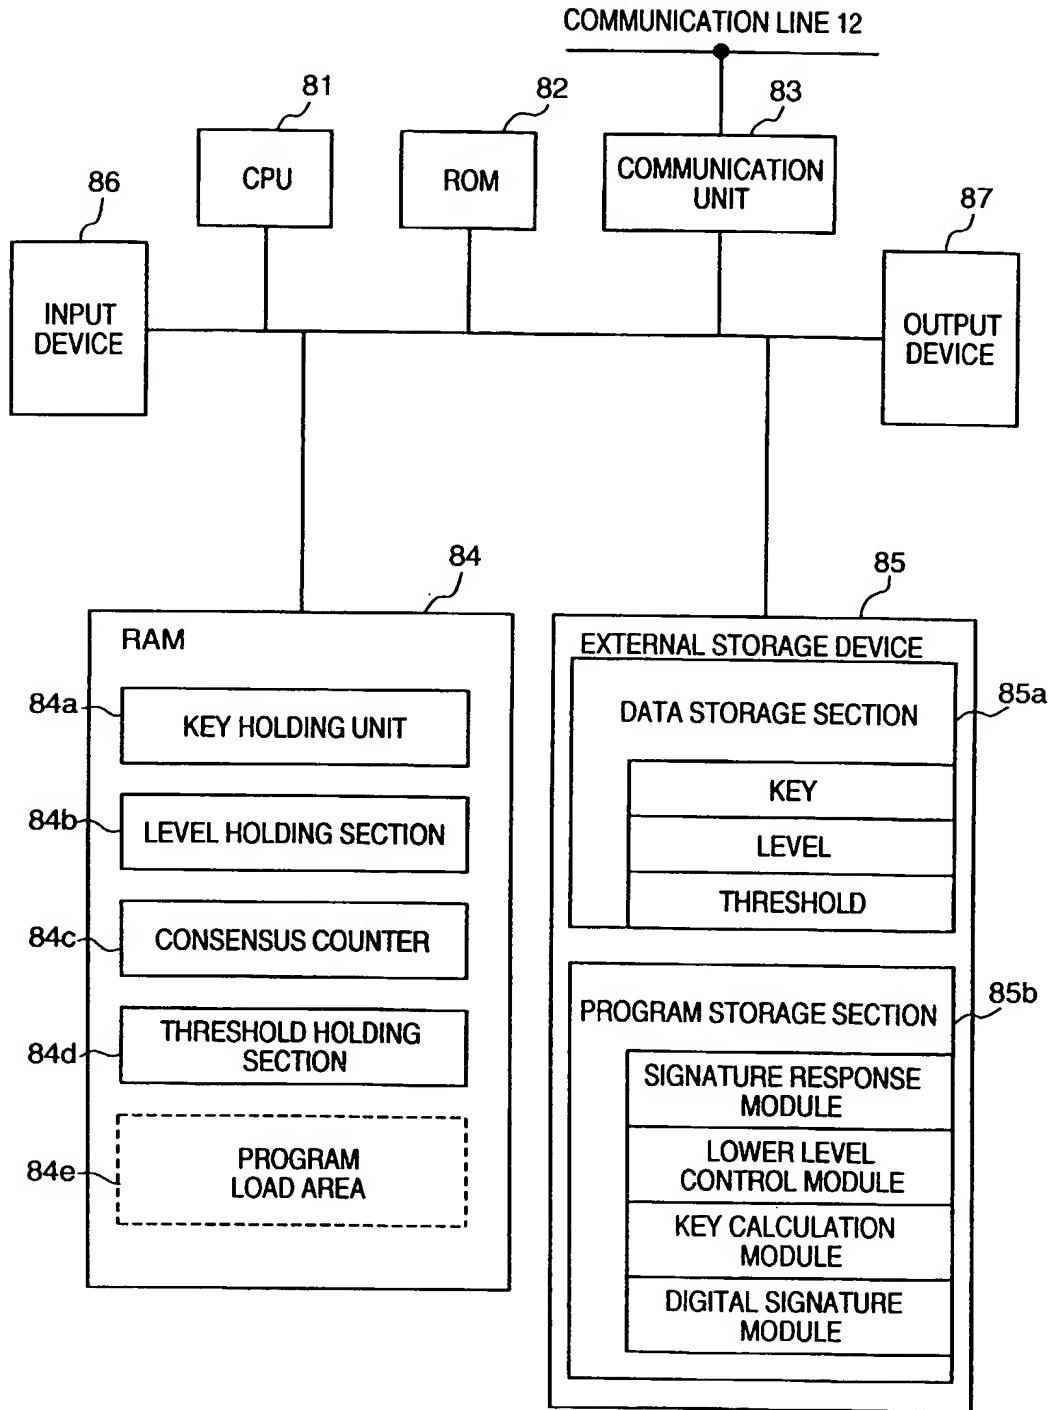 COMMUNICATION LINE 12
81
82
83
CPU
ROM
COMMUNICATION
UNIT
86
87
INPUT
DEVICE
OUTPUT
DEVICE
84
85
RAM
EXTERNAL STORAGE DEVICE
84a
KEY HOLDING UNIT
85a
DATA STORAGE SECTION
KEY
84b
LEVEL HOLDING SECTION
LEVEL
THRESHOLD
84c
CONSENSUS COUNTER
85b
PROGRAM STORAGE SECTION
84d
THRESHOLD HOLDING
SECTION
SIGNATURE RESPONSE
MODULE
84e
PROGRAM
LOAD AREA
LOWER LEVEL
CONTROL MODULE
KEY CALCULATION
MODULE
DIGITAL SIGNATURE
MODULE